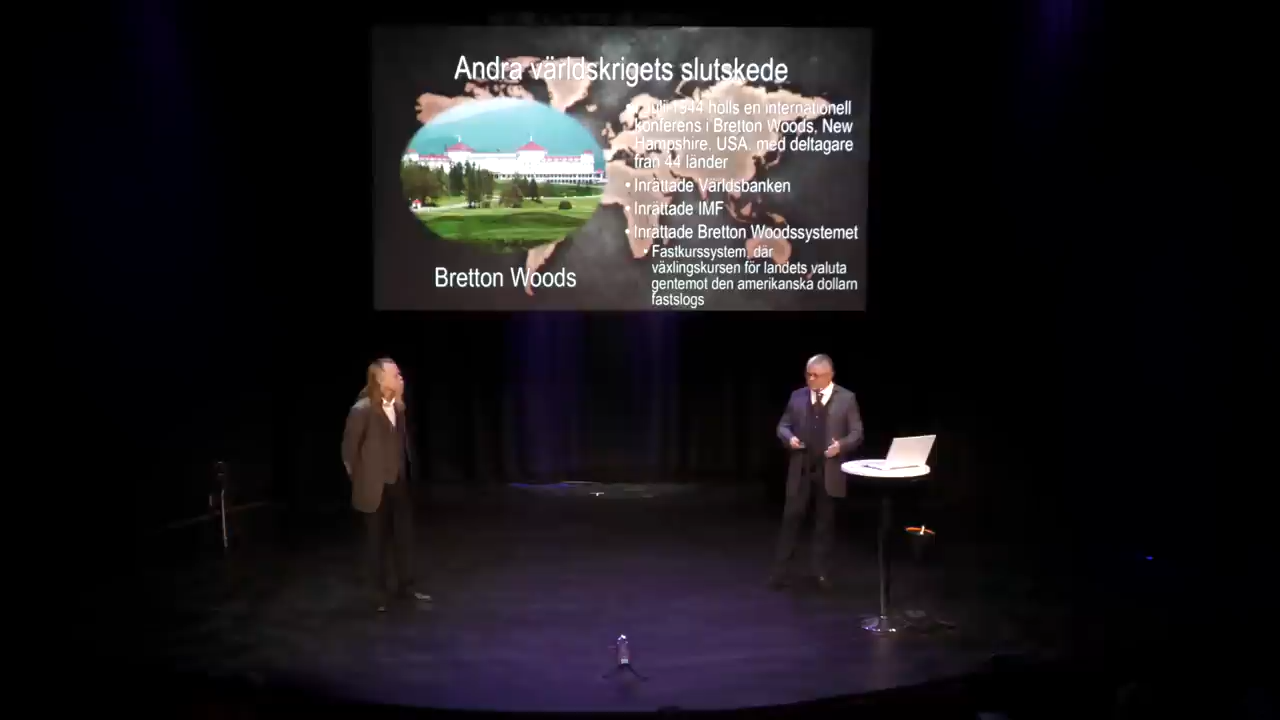 Andra världskrigets slutskede
• I juli 1944 holls en internationell
konferens i Bretton Woods, New
Hampshire, USA, med deltagare
från 44 länder
• Inrättade Världsbanken
• Inrättade IMF
• Inrättade Bretton Woodssystemet
• Fastkurssystem, där
växlingskursen för landets valuta
gentemot den amerikanska dollarn
fastslogs
Bretton Woods